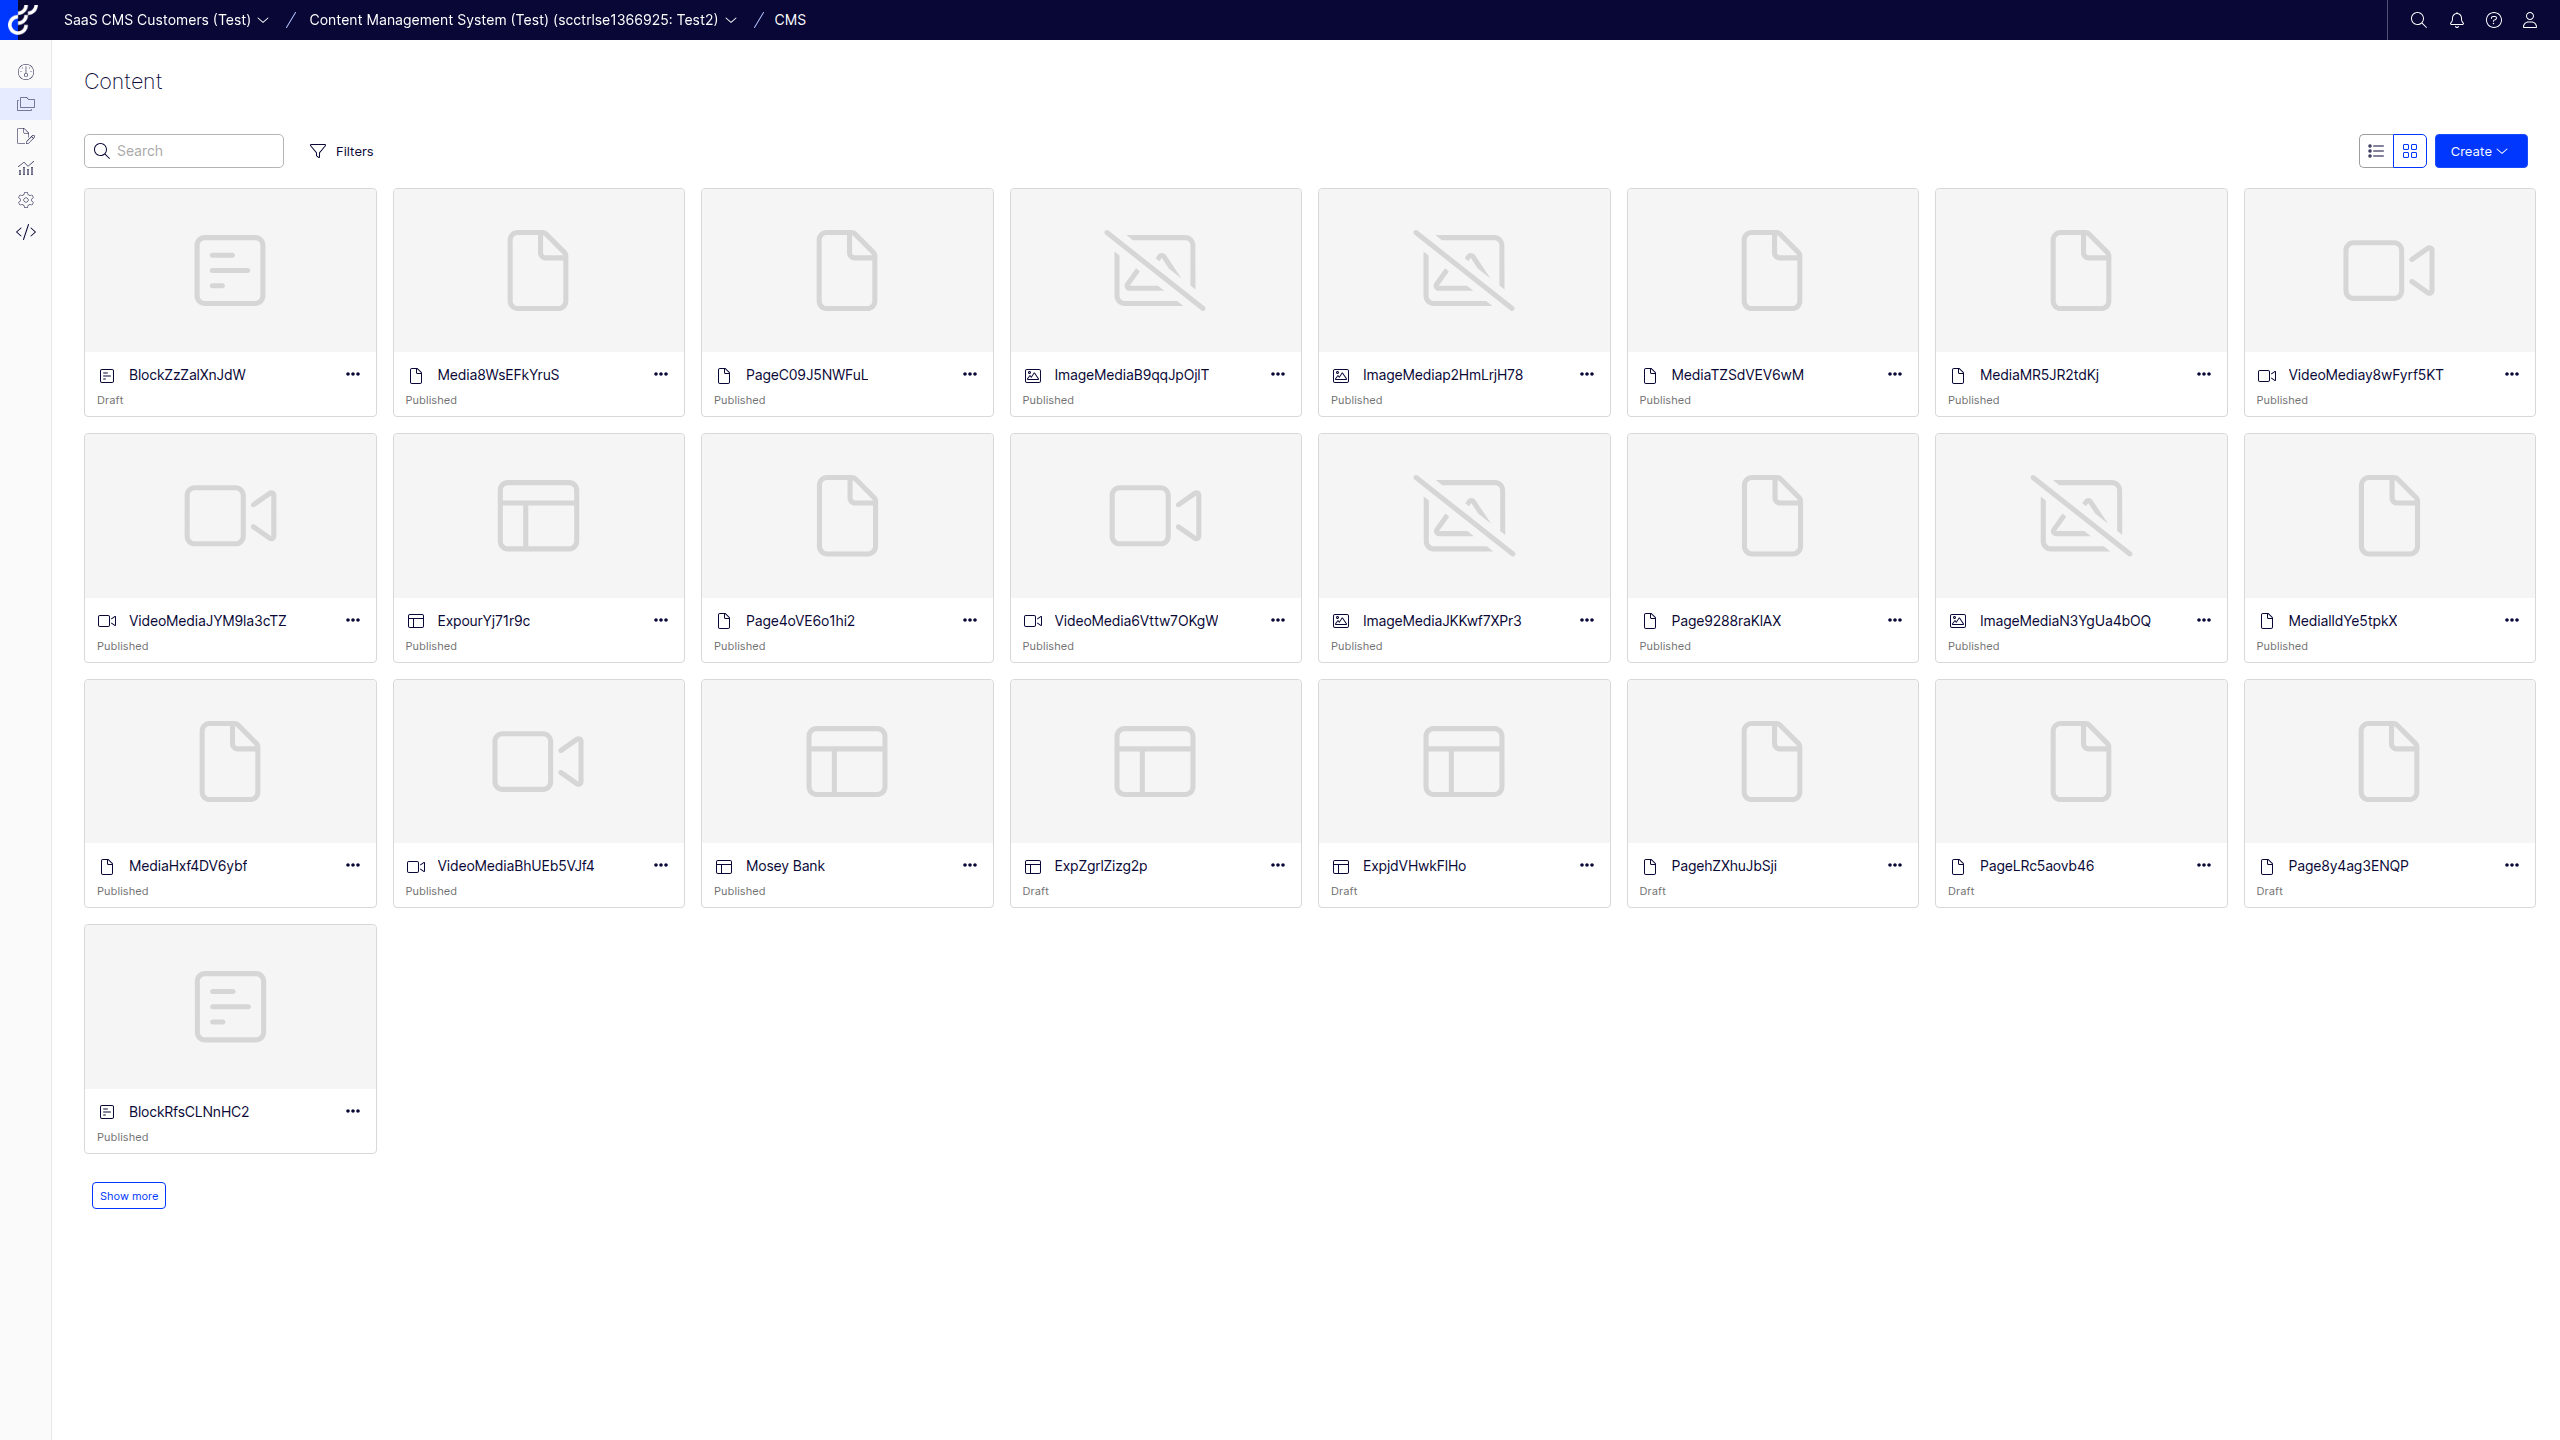 SaaS CMS Customers (Test) / Content Management System (Test) (scctrlse1366925: Test2) / CMS
Content
Search Filters Create
BlockZzZalXnJdW Media8WsEFkYruS PageC09J5NWFuL ImageMediaB9qqJpOjlT ImageMediap2HmLrjH78 MediaTZSdVEV6wM MediaMR5JR2tdKj VideoMediay8wFyrf5KT
Draft Published Published Published Published Published Published Published
VideoMediaJYM9la3cTZ ExpourYj71r9c Page4oVE6o1hi2 VideoMedia6Vttw7OKgW ImageMediaJKKwf7XPr3 Page9288raKlAX ImageMediaN3YgUa4bOQ MedialldYe5tpkX
Published Published Published Published Published Published Published Published
MediaHxf4DV6ybf VideoMediaBhUEb5VJf4 Mosey Bank ExpZgrlZizg2p ExpjdVHwkFlHo PagehZXhuJbSji PageLRc5aovb46 Page8y4ag3ENQP
Published Published Published Draft Draft Draft Draft Draft
BlockRfsCLNnHC2
Published
Show more